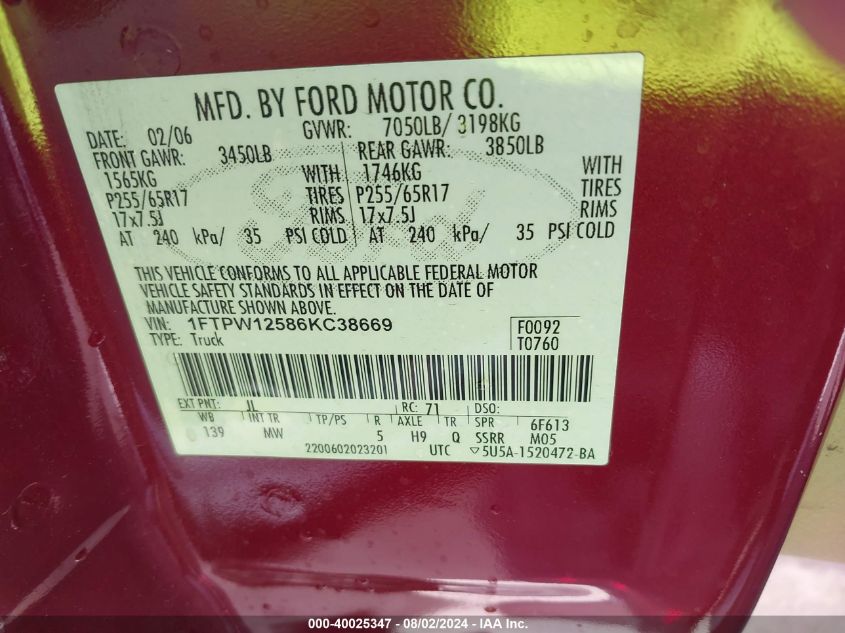 MFD. BY FORD MOTOR CO.
DATE: 02/06 GVWR: 7050LB/ 3198KG
FRONT GAWR: 3450LB REAR GAWR: 3850LB
1565KG WITH 1746KG WITH
P255/65R17 TIRES P255/65R17 TIRES
17x7.5J RIMS 17x7.5J RIMS
AT 240 kPa/ 35 PSI COLD AT 240 kPa/ 35 PSI COLD
THIS VEHICLE CONFORMS TO ALL APPLICABLE FEDERAL MOTOR
VEHICLE SAFETY STANDARDS IN EFFECT ON THE DATE OF
MANUFACTURE SHOWN ABOVE.
VIN: 1FTPW12586KC38669 F0092
TYPE: Truck T0760
EXT PNT: JL RC: 71 DSO:
WB INT TR TP/PS R AXLE TR SPR 6F613
139 MW 5 H9 Q SSRR M05
2200602023201 UTC ▽5U5A-1520472-BA
000-40025347 - 08/02/2024 - IAA Inc.